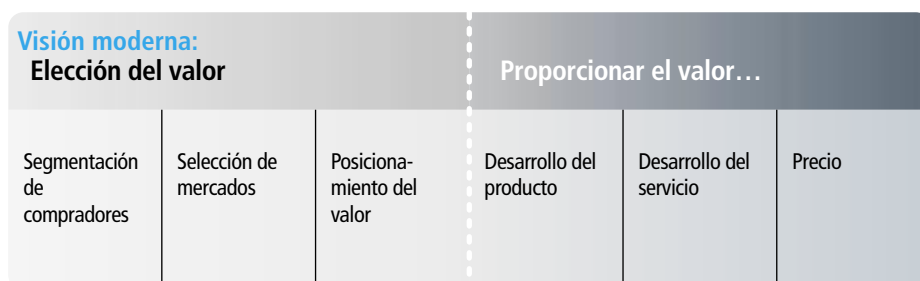 Visión moderna:
Elección del valor
Proporcionar el valor…
Segmentación
de
compradores
Selección de
mercados
Posiciona-
miento del
valor
Desarrollo del
producto
Desarrollo del
servicio
Precio